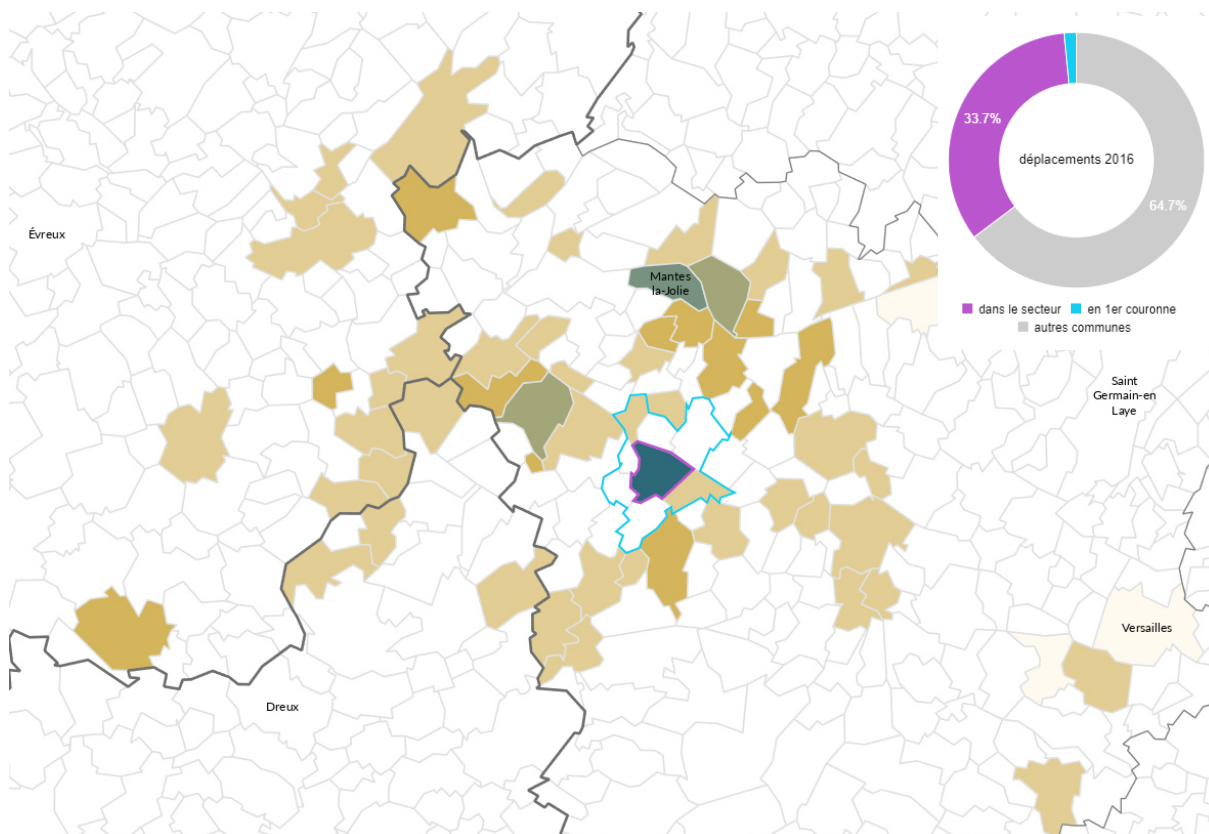 33.7%
déplacements 2016
64.7%
dans le secteur
en 1er couronne
autres communes
Évreux
Mantes
la-Jolie
Saint
Germain-en
Laye
Versailles
Dreux